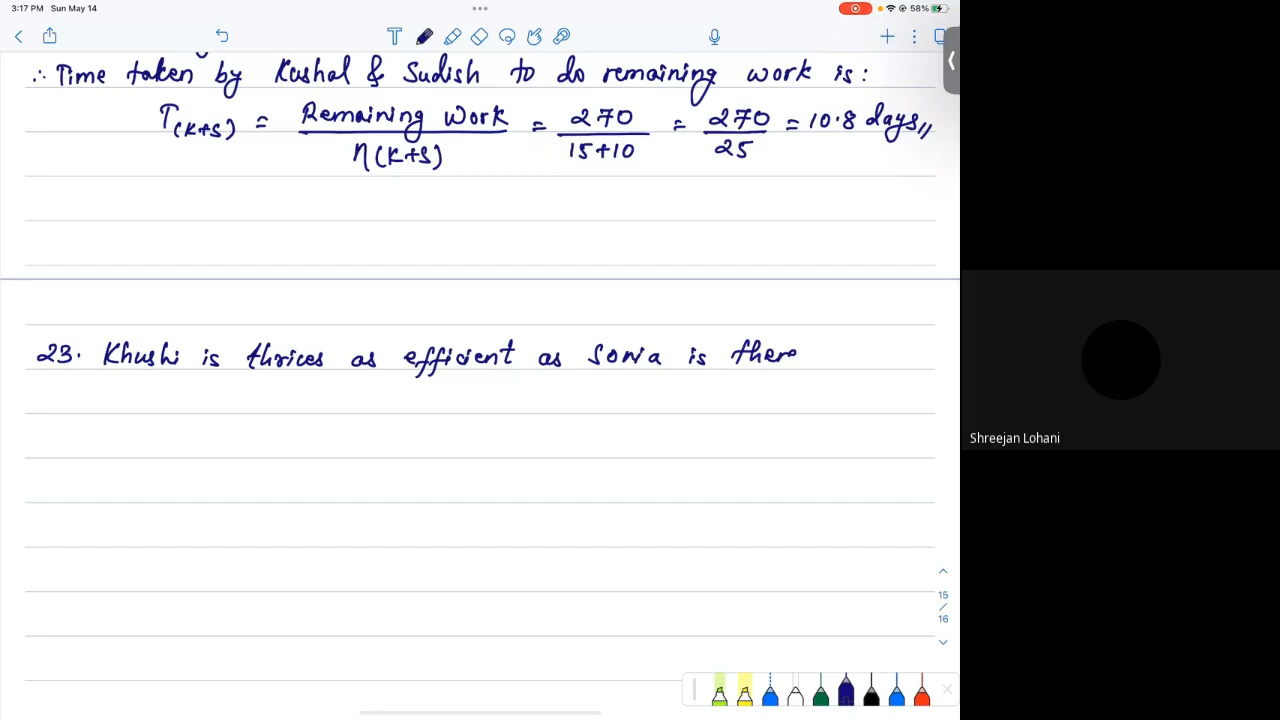 3:17 PM Sun May 14
58%
∴ Time taken by Kushal & Sudish to do remaining work is:
T(K+S) = Remaining Work / η(K+S) = 270 / 15+10 = 270 / 25 = 10.8 days,,
23. Khushi is thrices as efficient as Sonia is there
Shreejan Lohani
15
/
16